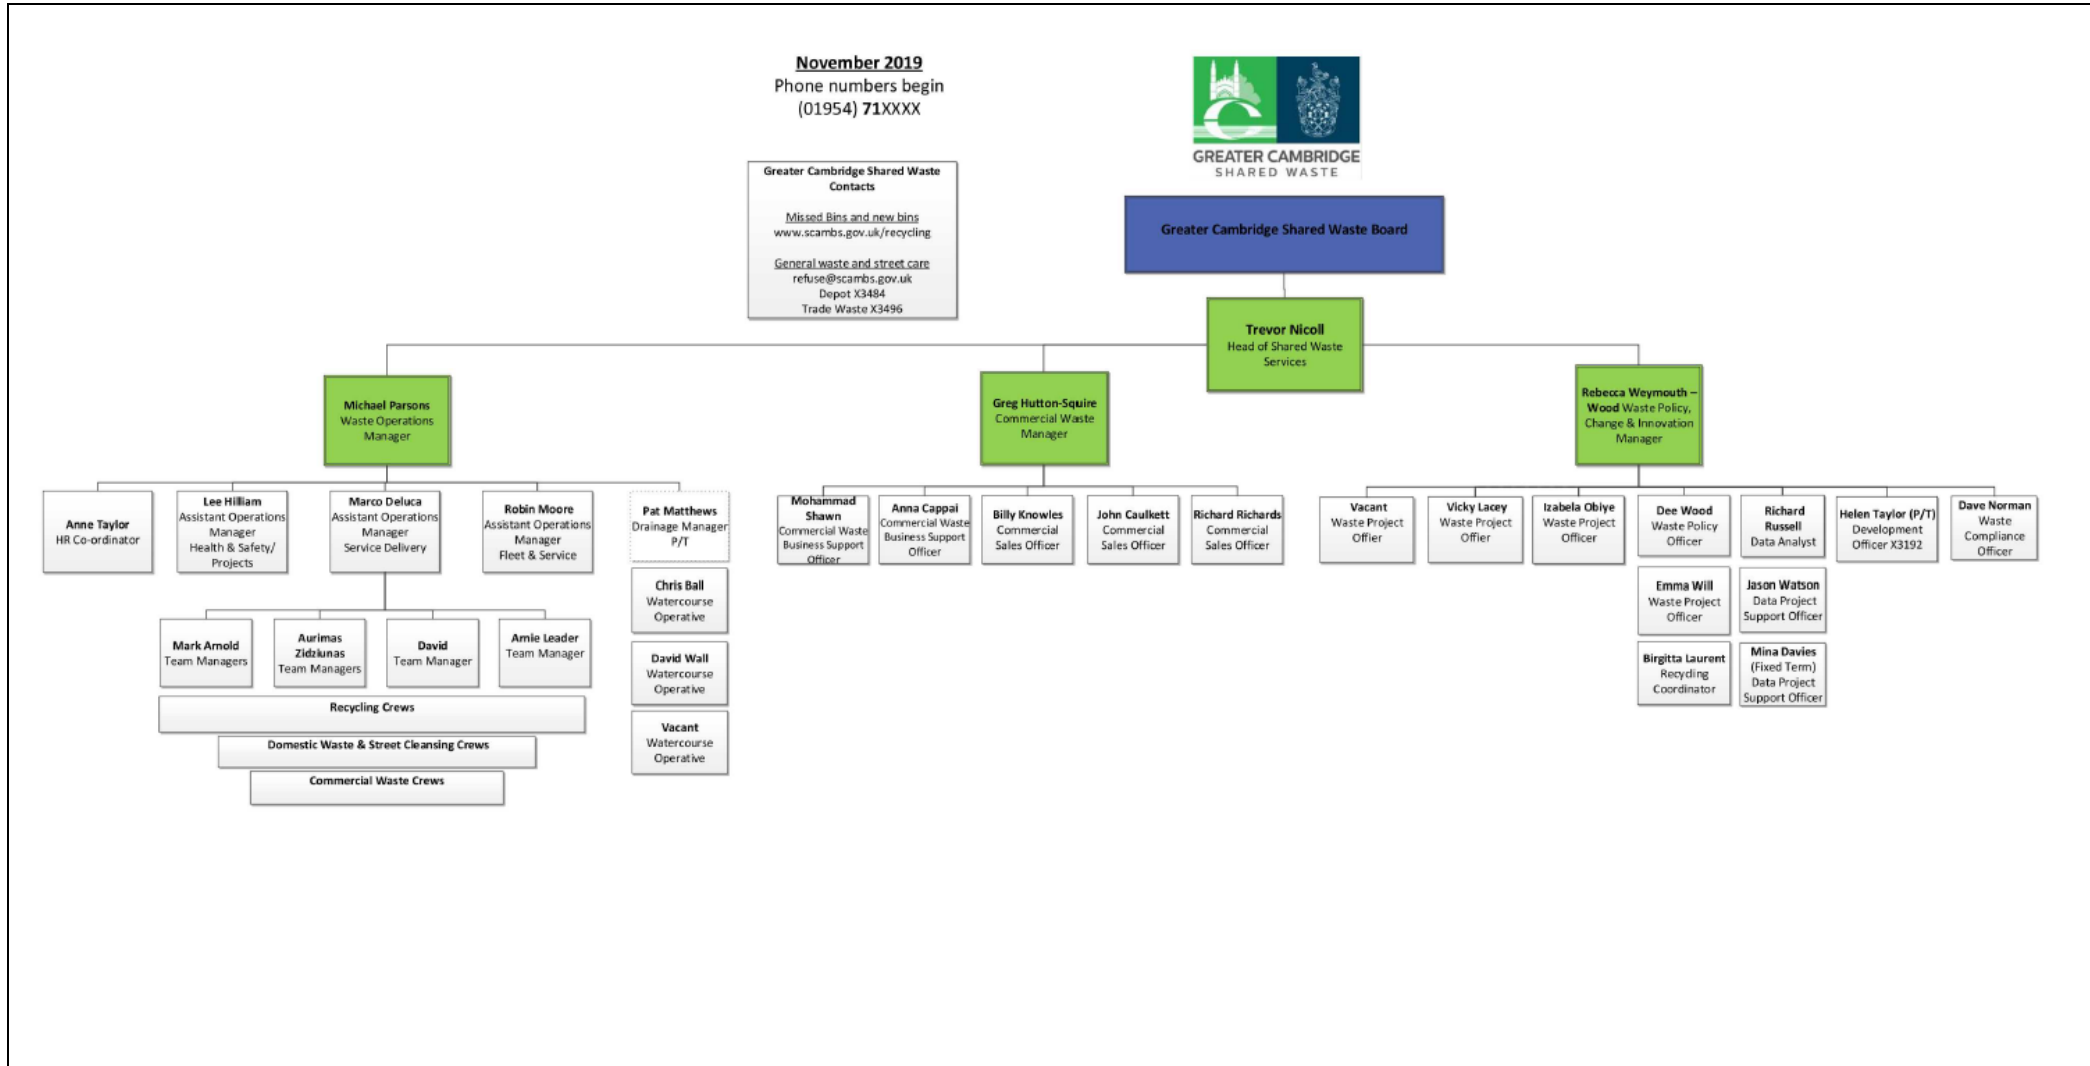 November 2019
Phone numbers begin
(01954) 71XXXX
GREATER CAMBRIDGE
SHARED WASTE
Greater Cambridge Shared Waste
Contacts
Missed Bins and new bins
www.scambs.gov.uk/recycling
General waste and street care
refuse@scambs.gov.uk
Depot X3484
Trade Waste X3496
Greater Cambridge Shared Waste Board
Trevor Nicoll
Head of Shared Waste
Services
Michael Parsons
Waste Operations
Manager
Greg Hutton-Squire
Commercial Waste
Manager
Rebecca Weymouth –
Wood Waste Policy,
Change & Innovation
Manager
Anne Taylor
HR Co-ordinator
Lee Hilliam
Assistant Operations
Manager
Health & Safety/
Projects
Marco Deluca
Assistant Operations
Manager
Service Delivery
Robin Moore
Assistant Operations
Manager
Fleet & Service
Pat Matthews
Drainage Manager
P/T
Chris Ball
Watercourse
Operative
David Wall
Watercourse
Operative
Vacant
Watercourse
Operative
Mark Arnold
Team Managers
Aurimas
Zidziunas
Team Managers
David
Team Manager
Arnie Leader
Team Manager
Recycling Crews
Domestic Waste & Street Cleansing Crews
Commercial Waste Crews
Mohammad
Shawn
Commercial Waste
Business Support
Officer
Anna Cappai
Commercial Waste
Business Support
Officer
Billy Knowles
Commercial
Sales Officer
John Caulkett
Commercial
Sales Officer
Richard Richards
Commercial
Sales Officer
Vacant
Waste Project
Offier
Vicky Lacey
Waste Project
Offier
Izabela Obiye
Waste Project
Officer
Dee Wood
Waste Policy
Officer
Emma Will
Waste Project
Officer
Birgitta Laurent
Recycling
Coordinator
Richard
Russell
Data Analyst
Jason Watson
Data Project
Support Officer
Mina Davies
(Fixed Term)
Data Project
Support Officer
Helen Taylor (P/T)
Development
Officer X3192
Dave Norman
Waste
Compliance
Officer